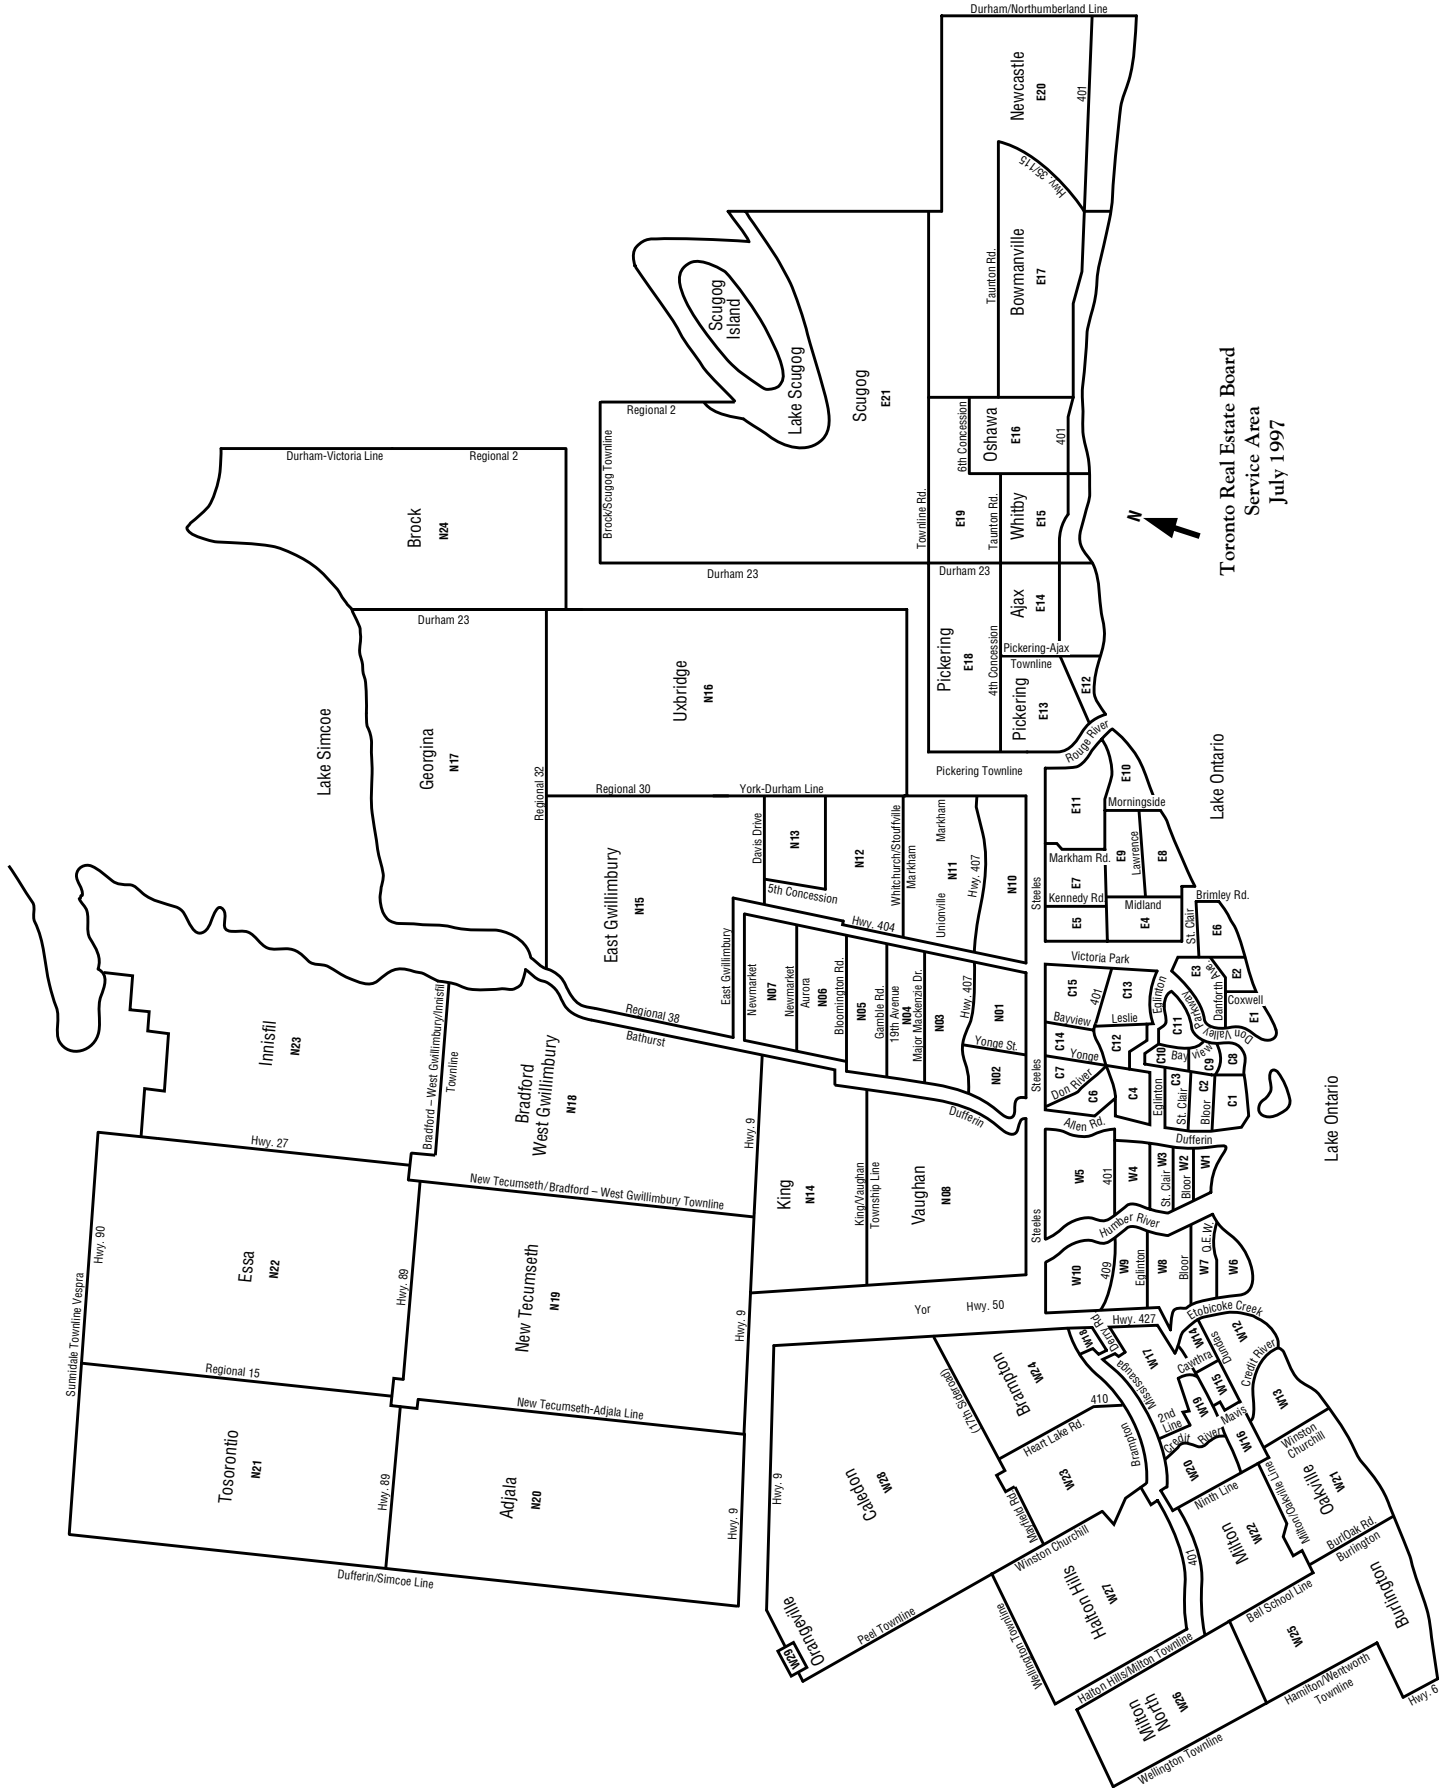 Durham/Northumberland Line
Newcastle
E20
401
Hwy. 35/115
Taunton Rd.
Bowmanville
E17
Scugog
Island
Lake Scugog
Scugog
E21
Regional 2
Brock/Scugog Townline
Durham 23
Townline Rd.
6th Concession
Oshawa
E16
401
E19
Taunton Rd.
Whitby
E15
Durham 23
Ajax
E14
Pickering-Ajax
Townline
Pickering
E18
4th Concession
Pickering
E13
E12
Rouge River
Pickering Townline
Durham-Victoria Line
Regional 2
Brock
N24
Durham 23
Lake Simcoe
Georgina
N17
Regional 32
Uxbridge
N16
Regional 30
York-Durham Line
East Gwillimbury
N15
Davis Drive
N13
5th Concession
N12
Whitchurch/Stouffville
Markham
Unionville
N11
Markham
Hwy. 407
N10
Steeles
Hwy. 404
East Gwillimbury
Newmarket
N07
Newmarket
Aurora
N06
Bloomington Rd.
N05
Gamble Rd.
19th Avenue
N04
Major Mackenzie Dr.
N03
Hwy. 407
N01
Yonge St.
N02
Steeles
Regional 38
Bathurst
Dufferin
Innisfil
N23
Bradford – West Gwillimbury/Innisfil
Townline
Bradford
West Gwillimbury
N18
Hwy. 27
New Tecumseth/Bradford – West Gwillimbury Townline
Hwy. 9
King
N14
King/Vaughan
Township Line
Vaughan
N08
Steeles
Hwy. 90
Sunnidale Townline Vespra
Essa
N22
Hwy. 89
New Tecumseth
N19
Hwy. 9
Regional 15
New Tecumseth-Adjala Line
Tosorontio
N21
Hwy. 89
Adjala
N20
Hwy. 9
Dufferin/Simcoe Line
Yor
Hwy. 50
Hwy. 9
Caledon
W28
Orangeville
W29
Peel Townline
(17th Sideroad)
Brampton
W24
410
Heart Lake Rd.
W23
Mayfield Rd.
Brampton
Mississauga
Winston Churchill
Wellington Townline
Halton Hills
W27
401
Halton Hills/Milton Townline
Milton
North
W26
Wellington Townline
Bell School Line
W25
Hamilton/Wentworth
Townline
Burlington
Hwy. 6
Milton
W22
Ninth Line
Milton/Oakville Line
Oakville
W21
BurlOak Rd.
Burlington
Winston
Churchill
W18
Derry Rd
Hwy. 427
W17
2nd
Line
Credit
River
W20
W19
W16
Mavis
W15
Cawthra
W14
Dundas
W12
Credit River
W13
Etobicoke Creek
W10
409
W9
Eglinton
W8
Bloor
W7
Q.E.W.
W6
Humber River
W5
401
W4
W3
St. Clair
W2
Bloor
W1
Dufferin
Allen Rd.
C7
Don River
C6
C14
Yonge
Bayview
C15
401
C13
Leslie
C12
C4
Eglinton
C3
St. Clair
C2
Bloor
C1
C10
Bay
view
C9
C8
C11
Eglinton
Don Valley
Parkway
E3
Danforth
Ave.
E2
Coxwell
E1
Victoria Park
E5
Kennedy Rd.
E7
Markham Rd.
E11
Morningside
E10
E9
Lawrence
E8
Midland
E4
St. Clair
Brimley Rd.
E6
Lake Ontario
Lake Ontario
N
Toronto Real Estate Board
Service Area
July 1997